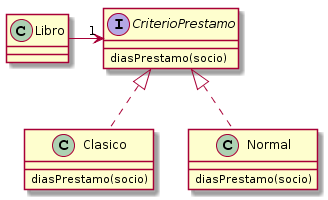 C Libro
1
I CriterioPrestamo
diasPrestamo(socio)
C Clasico
diasPrestamo(socio)
C Normal
diasPrestamo(socio)